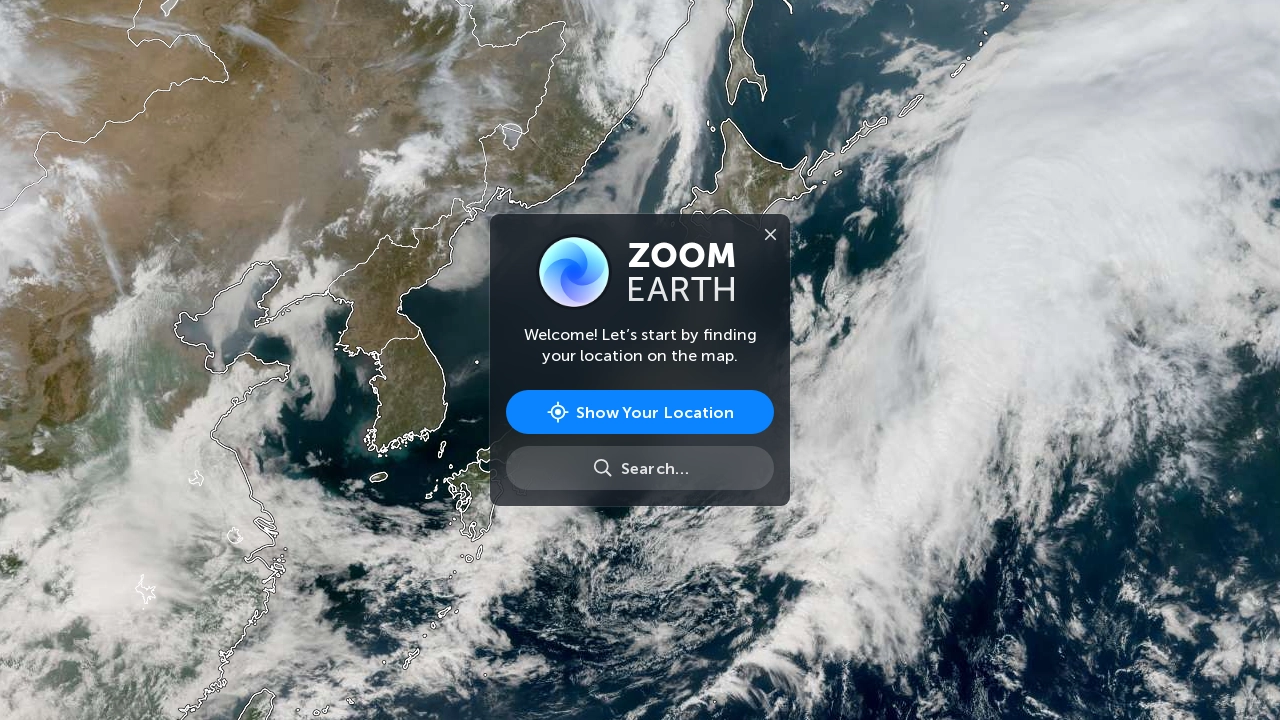 ZOOM
EARTH
Welcome! Let’s start by finding
your location on the map.
Show Your Location
Search...